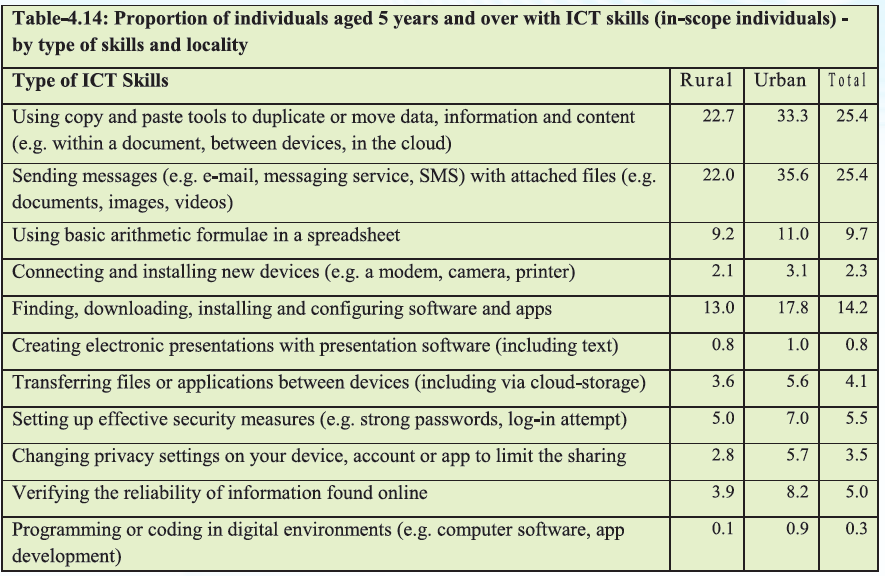 Table-4.14: Proportion of individuals aged 5 years and over with ICT skills (in-scope individuals) -
by type of skills and locality
Type of ICT Skills Rural Urban Total
Using copy and paste tools to duplicate or move data, information and content 22.7 33.3 25.4
(e.g. within a document, between devices, in the cloud)
Sending messages (e.g. e-mail, messaging service, SMS) with attached files (e.g. 22.0 35.6 25.4
documents, images, videos)
Using basic arithmetic formulae in a spreadsheet 9.2 11.0 9.7
Connecting and installing new devices (e.g. a modem, camera, printer) 2.1 3.1 2.3
Finding, downloading, installing and configuring software and apps 13.0 17.8 14.2
Creating electronic presentations with presentation software (including text) 0.8 1.0 0.8
Transferring files or applications between devices (including via cloud-storage) 3.6 5.6 4.1
Setting up effective security measures (e.g. strong passwords, log-in attempt) 5.0 7.0 5.5
Changing privacy settings on your device, account or app to limit the sharing 2.8 5.7 3.5
Verifying the reliability of information found online 3.9 8.2 5.0
Programming or coding in digital environments (e.g. computer software, app 0.1 0.9 0.3
development)